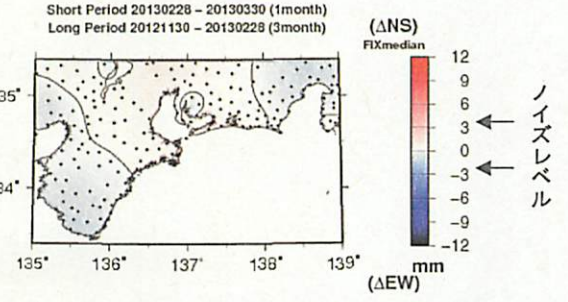 Short Period 20130228 – 20130330 (1month)
Long Period 20121130 – 20130228 (3month)
(ΔNS)
FIXmedian
12
9
6
3
0
−3
−6
−9
−12
mm
ノイズレベル
35°
34°
135°
136°
137°
138°
139°
(ΔEW)